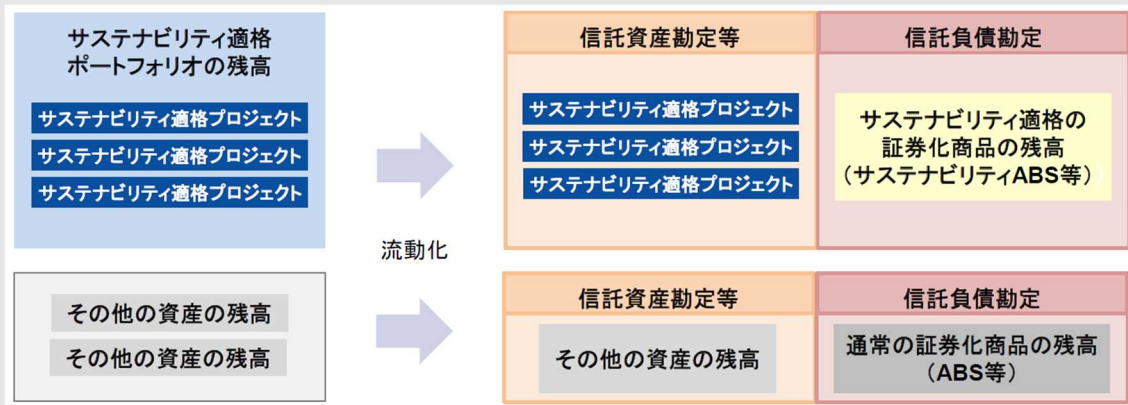 サステナビリティ適格
ポートフォリオの残高
サステナビリティ適格プロジェクト
サステナビリティ適格プロジェクト
サステナビリティ適格プロジェクト
その他の資産の残高
その他の資産の残高
流動化
信託資産勘定等
信託負債勘定
サステナビリティ適格プロジェクト
サステナビリティ適格プロジェクト
サステナビリティ適格プロジェクト
サステナビリティ適格の
証券化商品の残高
(サステナビリティABS等)
信託資産勘定等
信託負債勘定
その他の資産の残高
通常の証券化商品の残高
(ABS等)